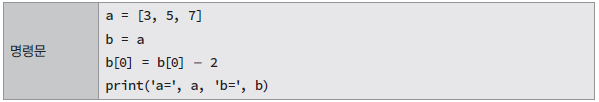 명령문
a = [3, 5, 7]
b = a
b[0] = b[0] − 2
print('a=', a, 'b=', b)